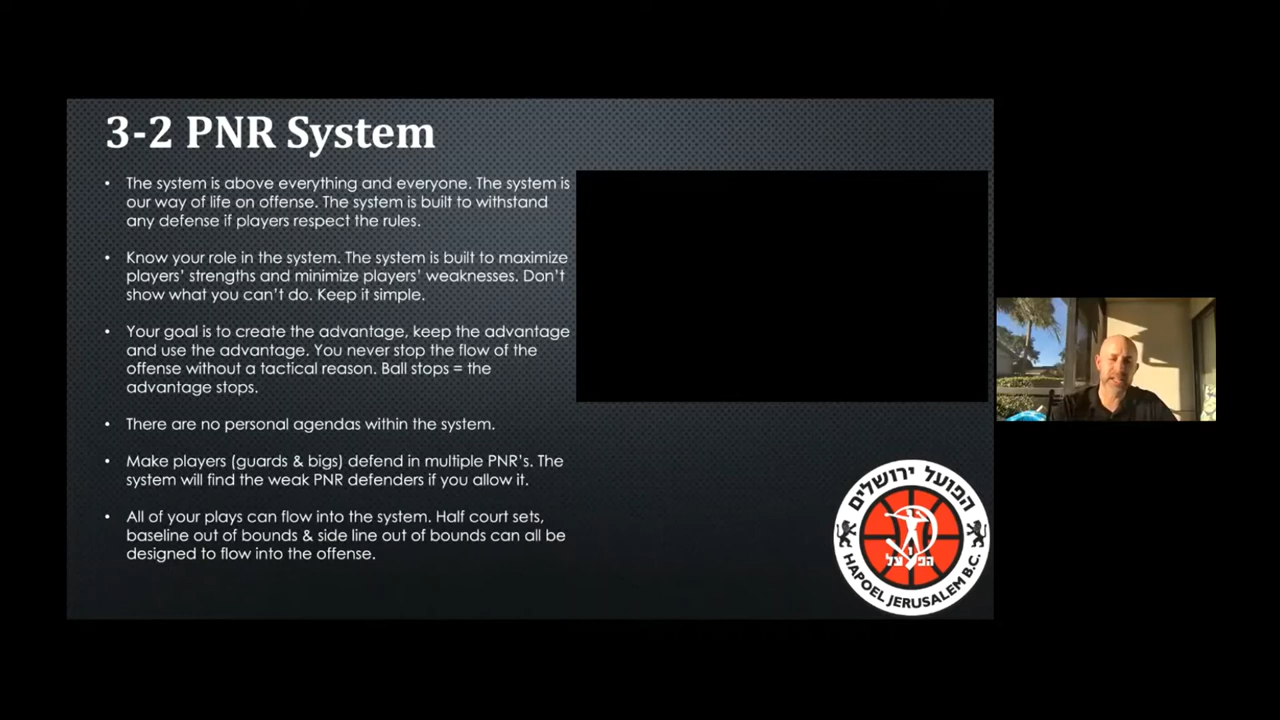 3-2 PNR System
• The system is above everything and everyone. The system is
our way of life on offense. The system is built to withstand
any defense if players respect the rules.
• Know your role in the system. The system is built to maximize
players’ strengths and minimize players’ weaknesses. Don’t
show what you can’t do. Keep it simple.
• Your goal is to create the advantage, keep the advantage
and use the advantage. You never stop the flow of the
offense without a tactical reason. Ball stops = the
advantage stops.
• There are no personal agendas within the system.
• Make players (guards & bigs) defend in multiple PNR’s. The
system will find the weak PNR defenders if you allow it.
• All of your plays can flow into the system. Half court sets,
baseline out of bounds & side line out of bounds can all be
designed to flow into the offense.
הפועל ירושלים
הפועל
HAPOEL JERUSALEM B.C.